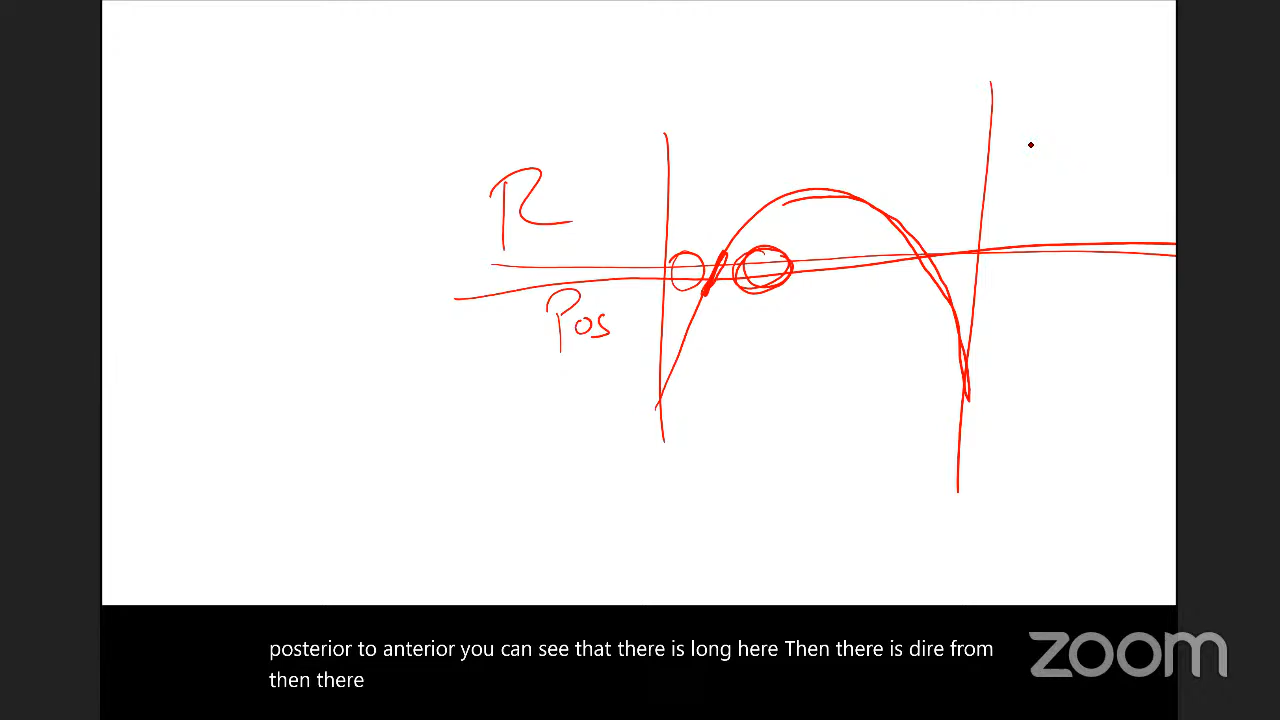 R
Pos
posterior to anterior you can see that there is long here Then there is dire from
then there
zoom